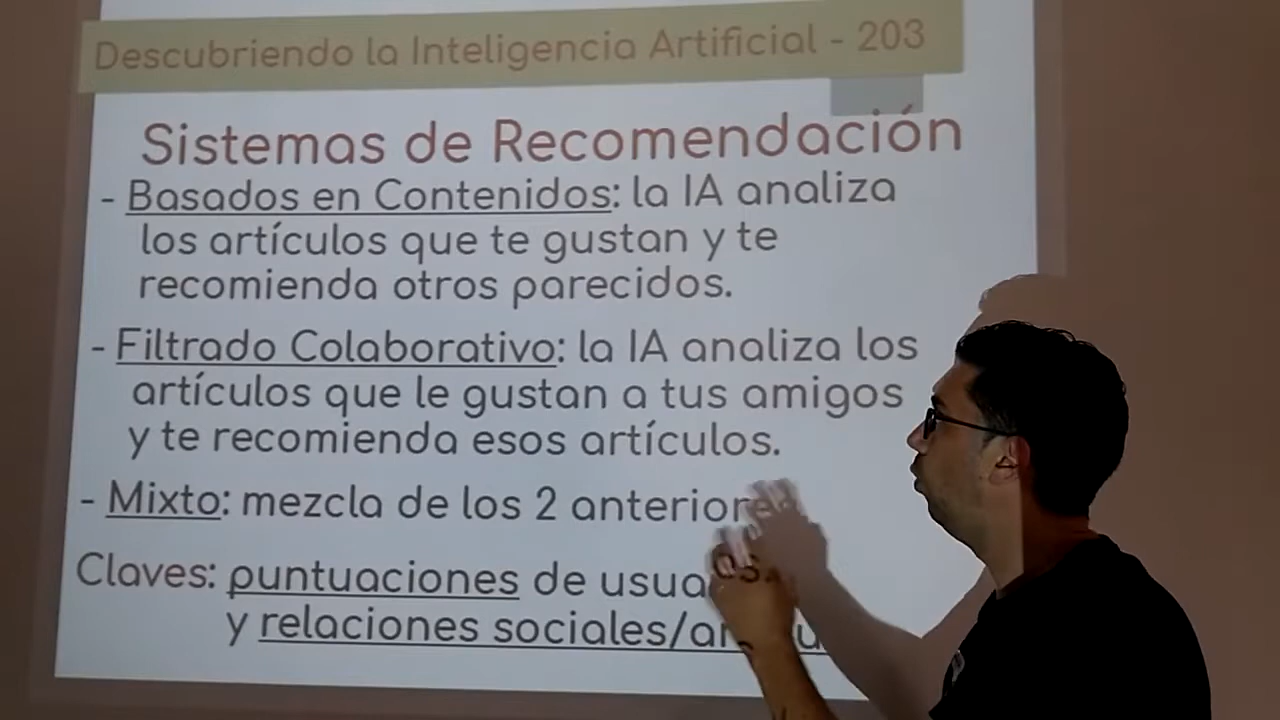 Descubriendo la Inteligencia Artificial - 203
Sistemas de Recomendación
- Basados en Contenidos: la IA analiza
los artículos que te gustan y te
recomienda otros parecidos.
- Filtrado Colaborativo: la IA analiza los
artículos que le gustan a tus amigos
y te recomienda esos artículos.
- Mixto: mezcla de los 2 anteriores
Claves: puntuaciones de
y relaciones